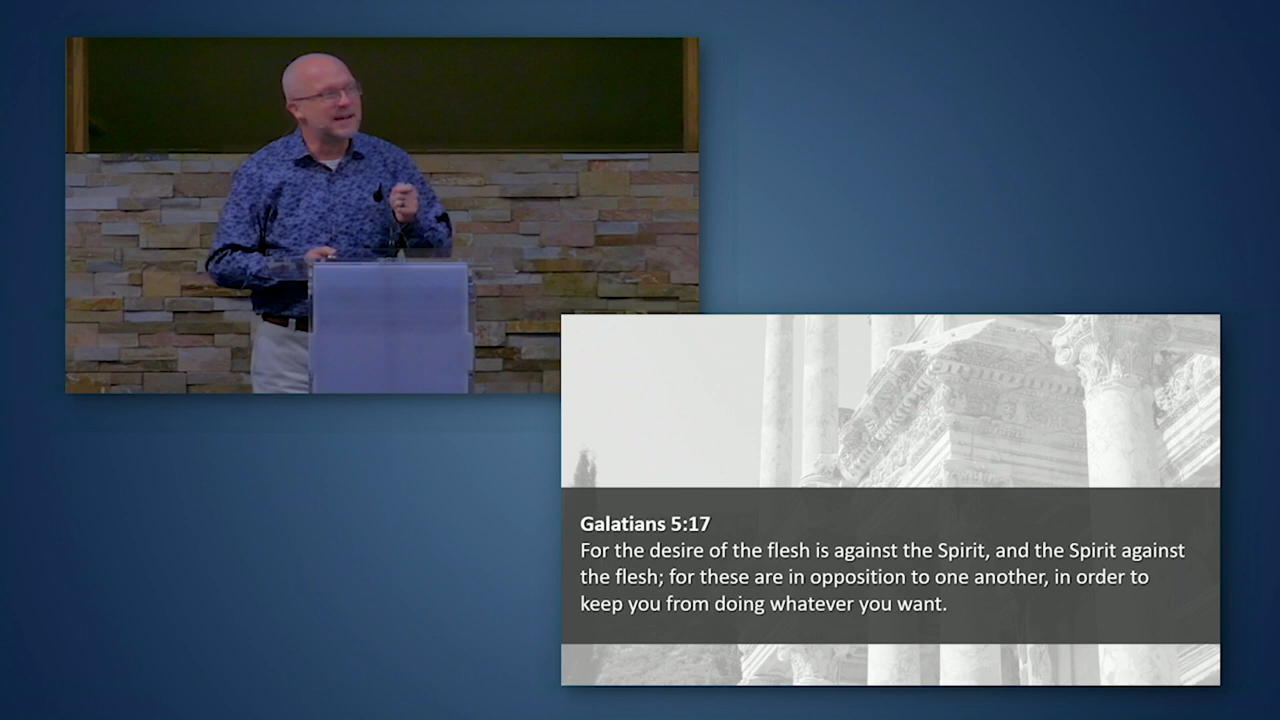 Galatians 5:17
For the desire of the flesh is against the Spirit, and the Spirit against
the flesh; for these are in opposition to one another, in order to
keep you from doing whatever you want.